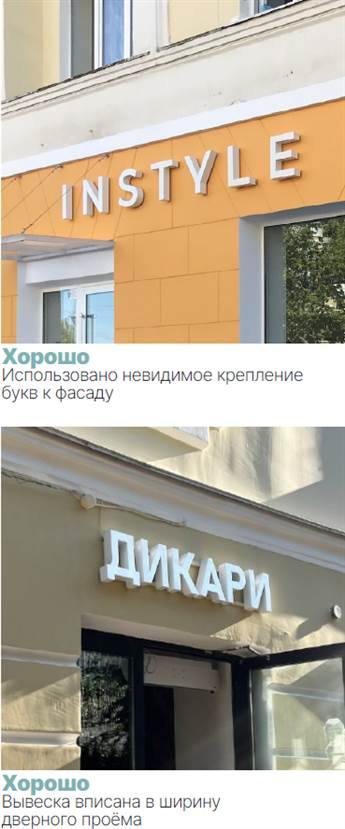 INSTYLE
Хорошо
Использовано невидимое крепление
букв к фасаду
ДИКАРИ
Хорошо
Вывеска вписана в ширину
дверного проёма